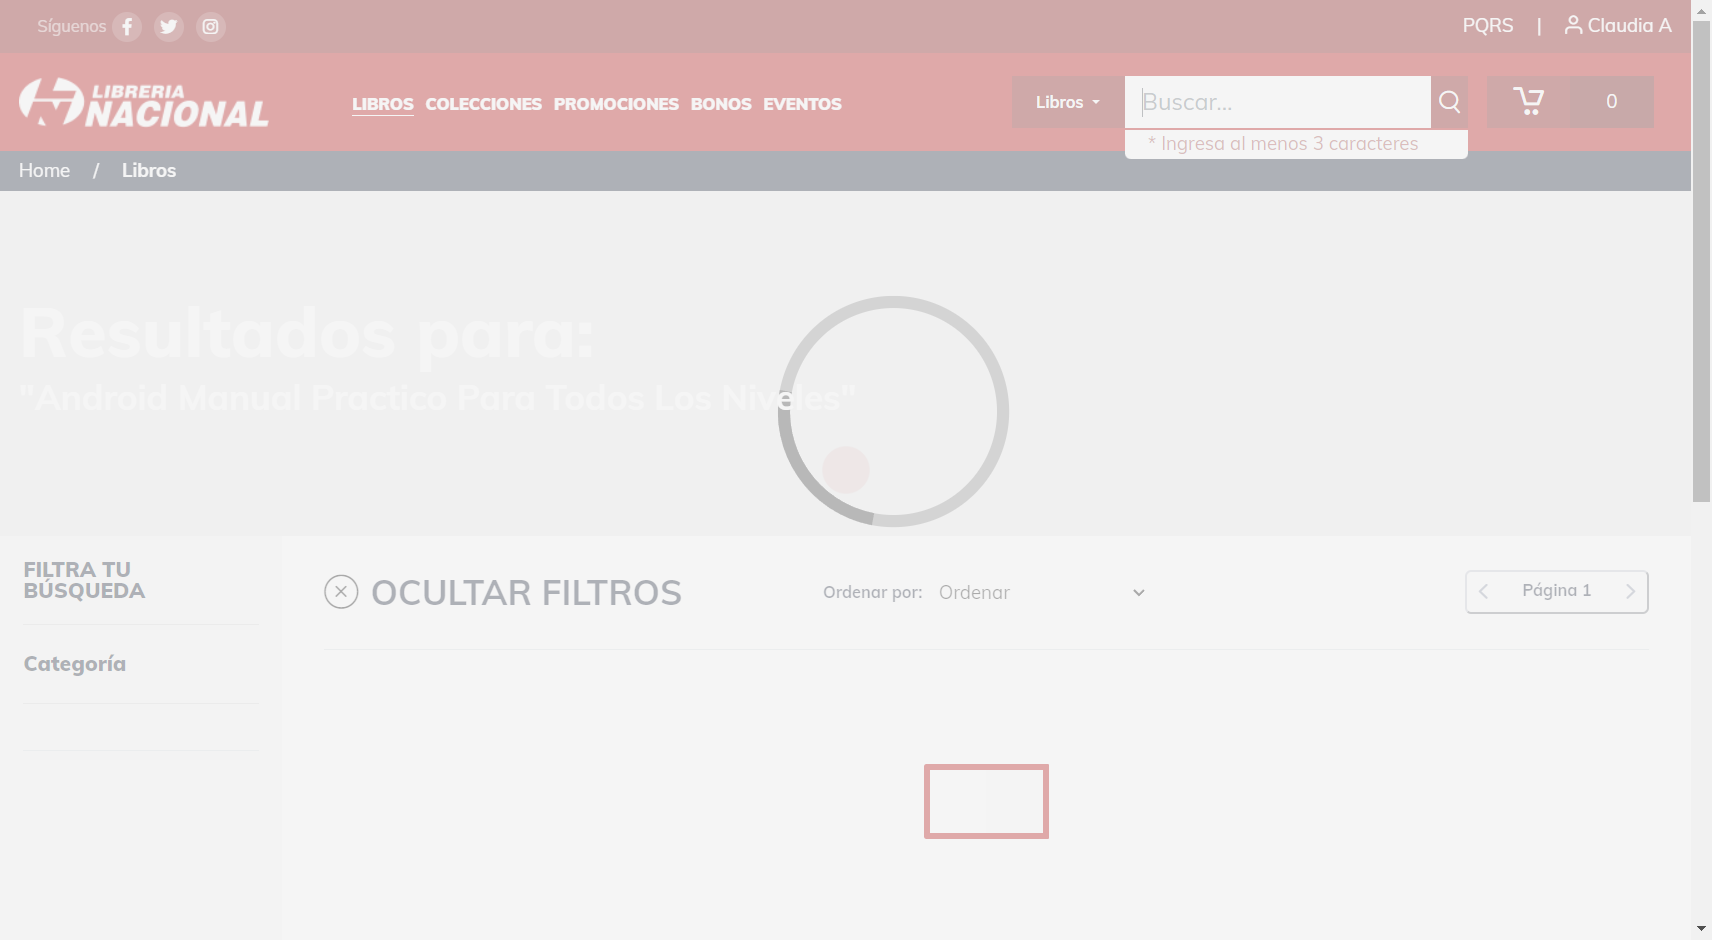 Síguenos
PQRS | Claudia A
LIBRERIA
NACIONAL
LIBROS COLECCIONES PROMOCIONES BONOS EVENTOS
Libros
Buscar...
0
* Ingresa al menos 3 caracteres
Home / Libros
Resultados para:
"Android Manual Practico Para Todos Los Niveles"
FILTRA TU
BÚSQUEDA
Categoría
OCULTAR FILTROS
Ordenar por: Ordenar
Página 1